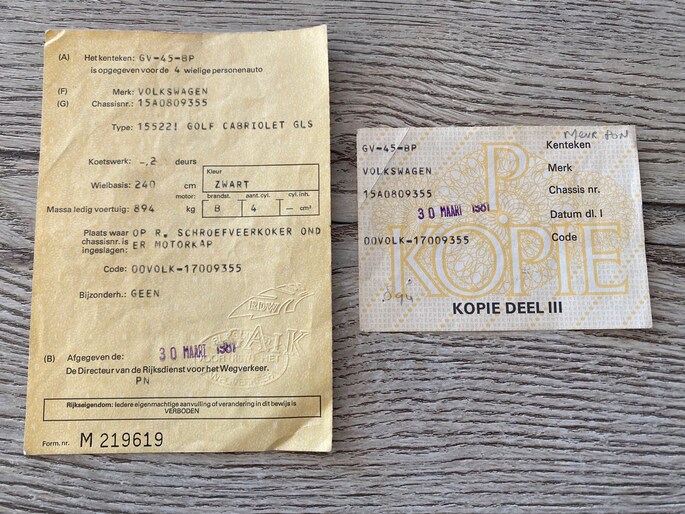 (A) Het kenteken: GV-45-BP
is opgegeven voor de 4 wielige personenauto
(F) Merk: VOLKSWAGEN
(G) Chassisnr.: 15A0809355
Type: 155221 GOLF CABRIOLET GLS
Koetswerk: -,2 deurs
Kleur
ZWART
Wielbasis: 240 cm
motor: brandst. aant. cyl. cyl. inh.
Massa ledig voertuig: 894 kg B 4 - cm³
Plaats waar OP R. SCHROEFVEERKOKER OND
chassisnr. is ER MOTORKAP
ingeslagen:
Code: 00VOLK-17009355
Bijzonderh.: GEEN
(B) Afgegeven de: 30 MAART 1981
De Directeur van de Rijksdienst voor het Wegverkeer.
PN
Rijkseigendom: Iedere eigenmachtige aanvulling of verandering in dit bewijs is
VERBODEN
Form. nr. M 219619
GV-45-BP Kenteken
VOLKSWAGEN Merk
15A0809355 Chassis nr.
30 MAART 1981 Datum dl. I
00VOLK-17009355 Code
KOPIE
KOPIE DEEL III